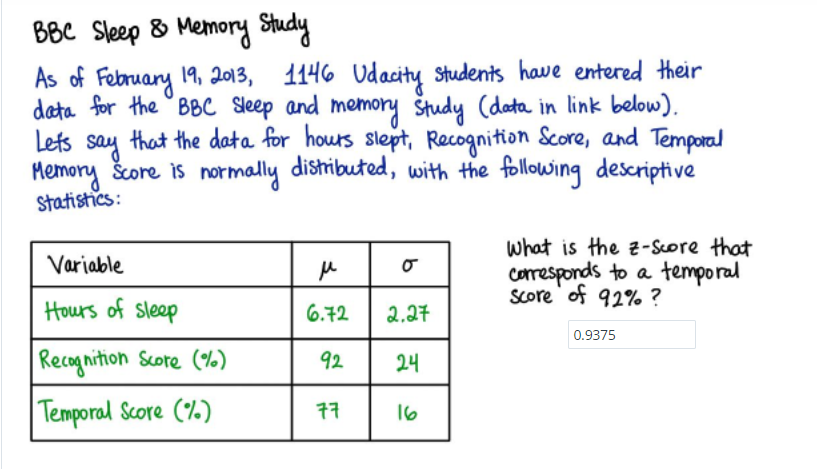 BBC Sleep & Memory Study
As of February 19, 2013, 1146 Udacity students have entered their
data for the BBC Sleep and memory Study (data in link below).
Lets say that the data for hours slept, Recognition Score, and Temporal
Memory Score is normally distributed, with the following descriptive
Statistics:
Variable μ σ
Hours of Sleep 6.72 2.27
Recognition Score (%) 92 24
Temporal Score (%) 77 16
What is the z-score that
corresponds to a temporal
score of 92%?
0.9375